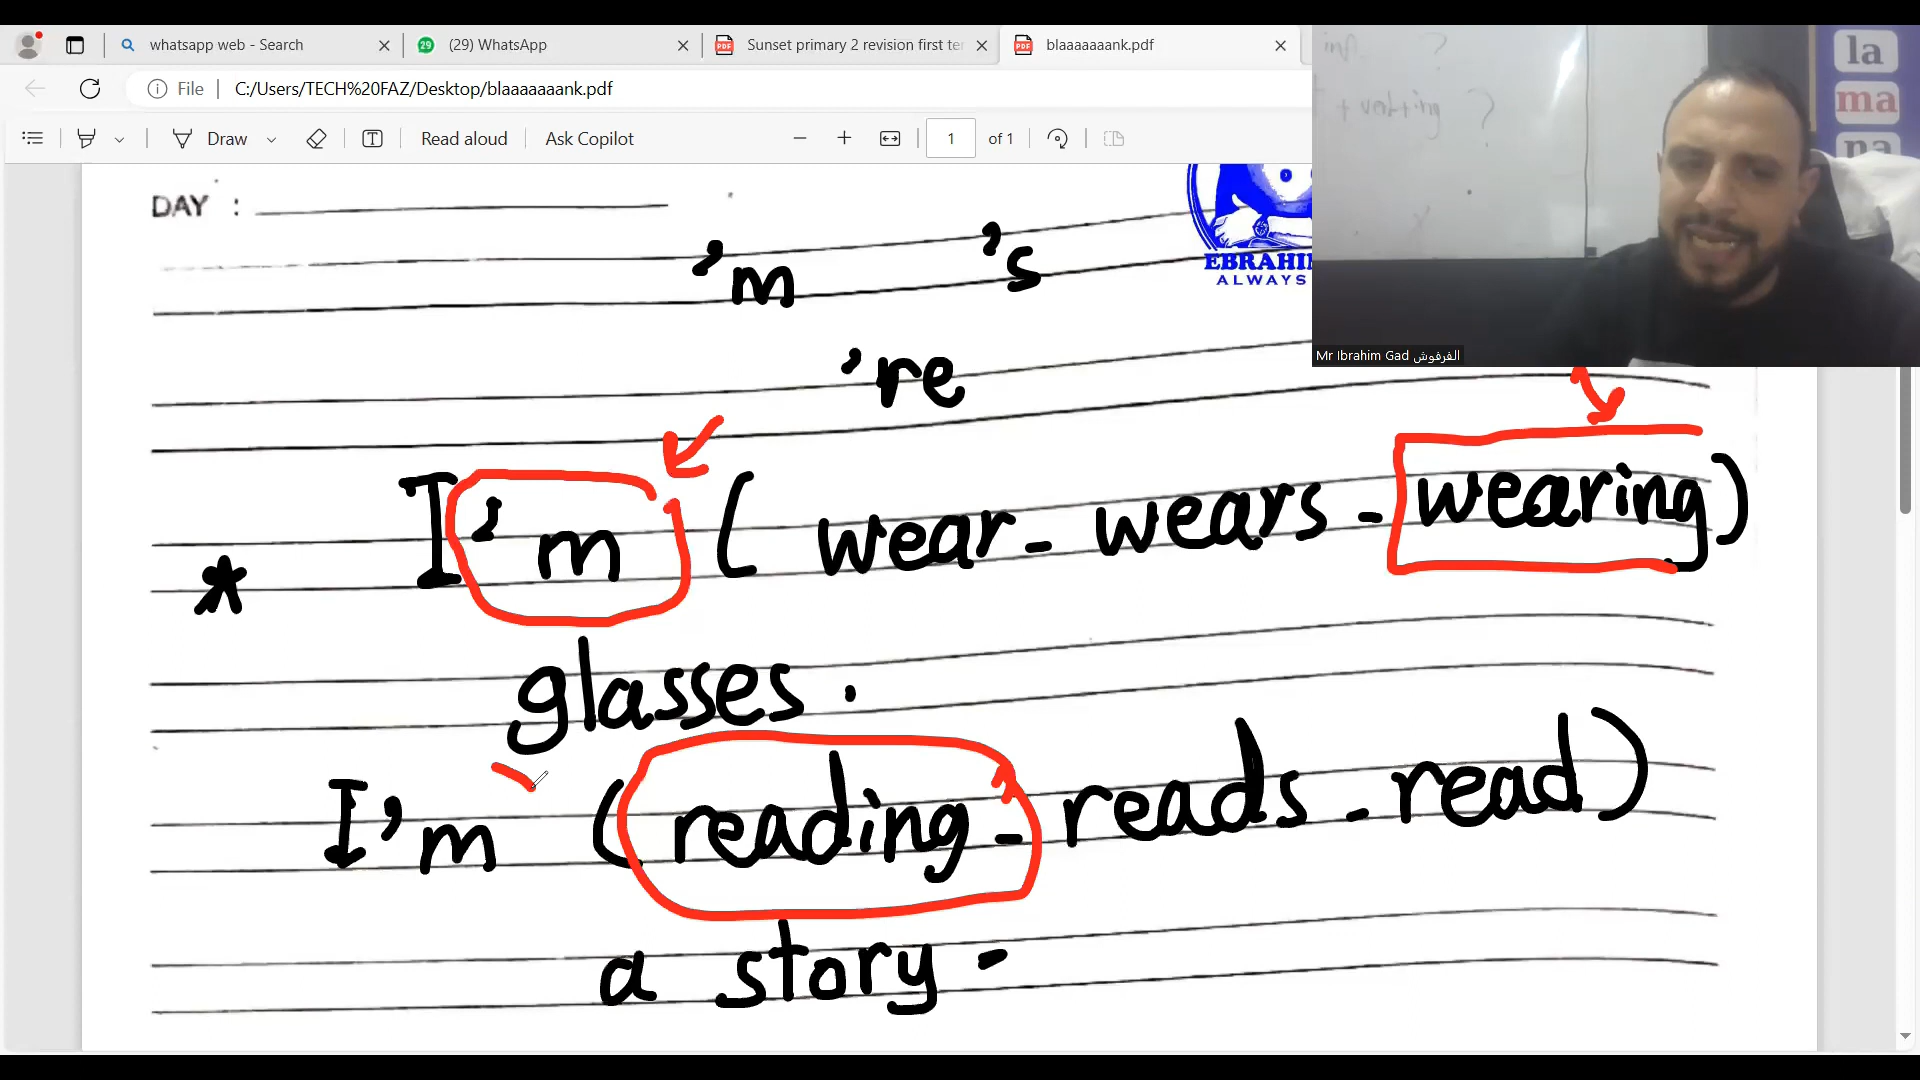 whatsapp web - Search
(29) WhatsApp
Sunset primary 2 revision first te
blaaaaaaank.pdf
File
C:/Users/TECH%20FAZ/Desktop/blaaaaaaank.pdf
Draw
Read aloud
Ask Copilot
1 of 1
la
ma
na
DAY :
EBRAHI
ALWAYS
Mr Ibrahim Gad الفرفوش
'm 's
're
* I'm ( wear - wears - wearing )
glasses .
I'm ( reading - reads - read )
a story -